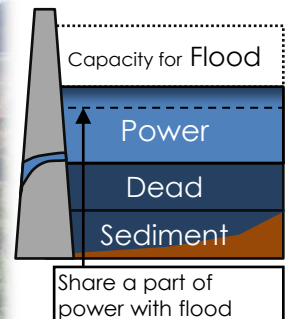 Capacity for Flood
Power
Dead
Sediment
Share a part of
power with flood